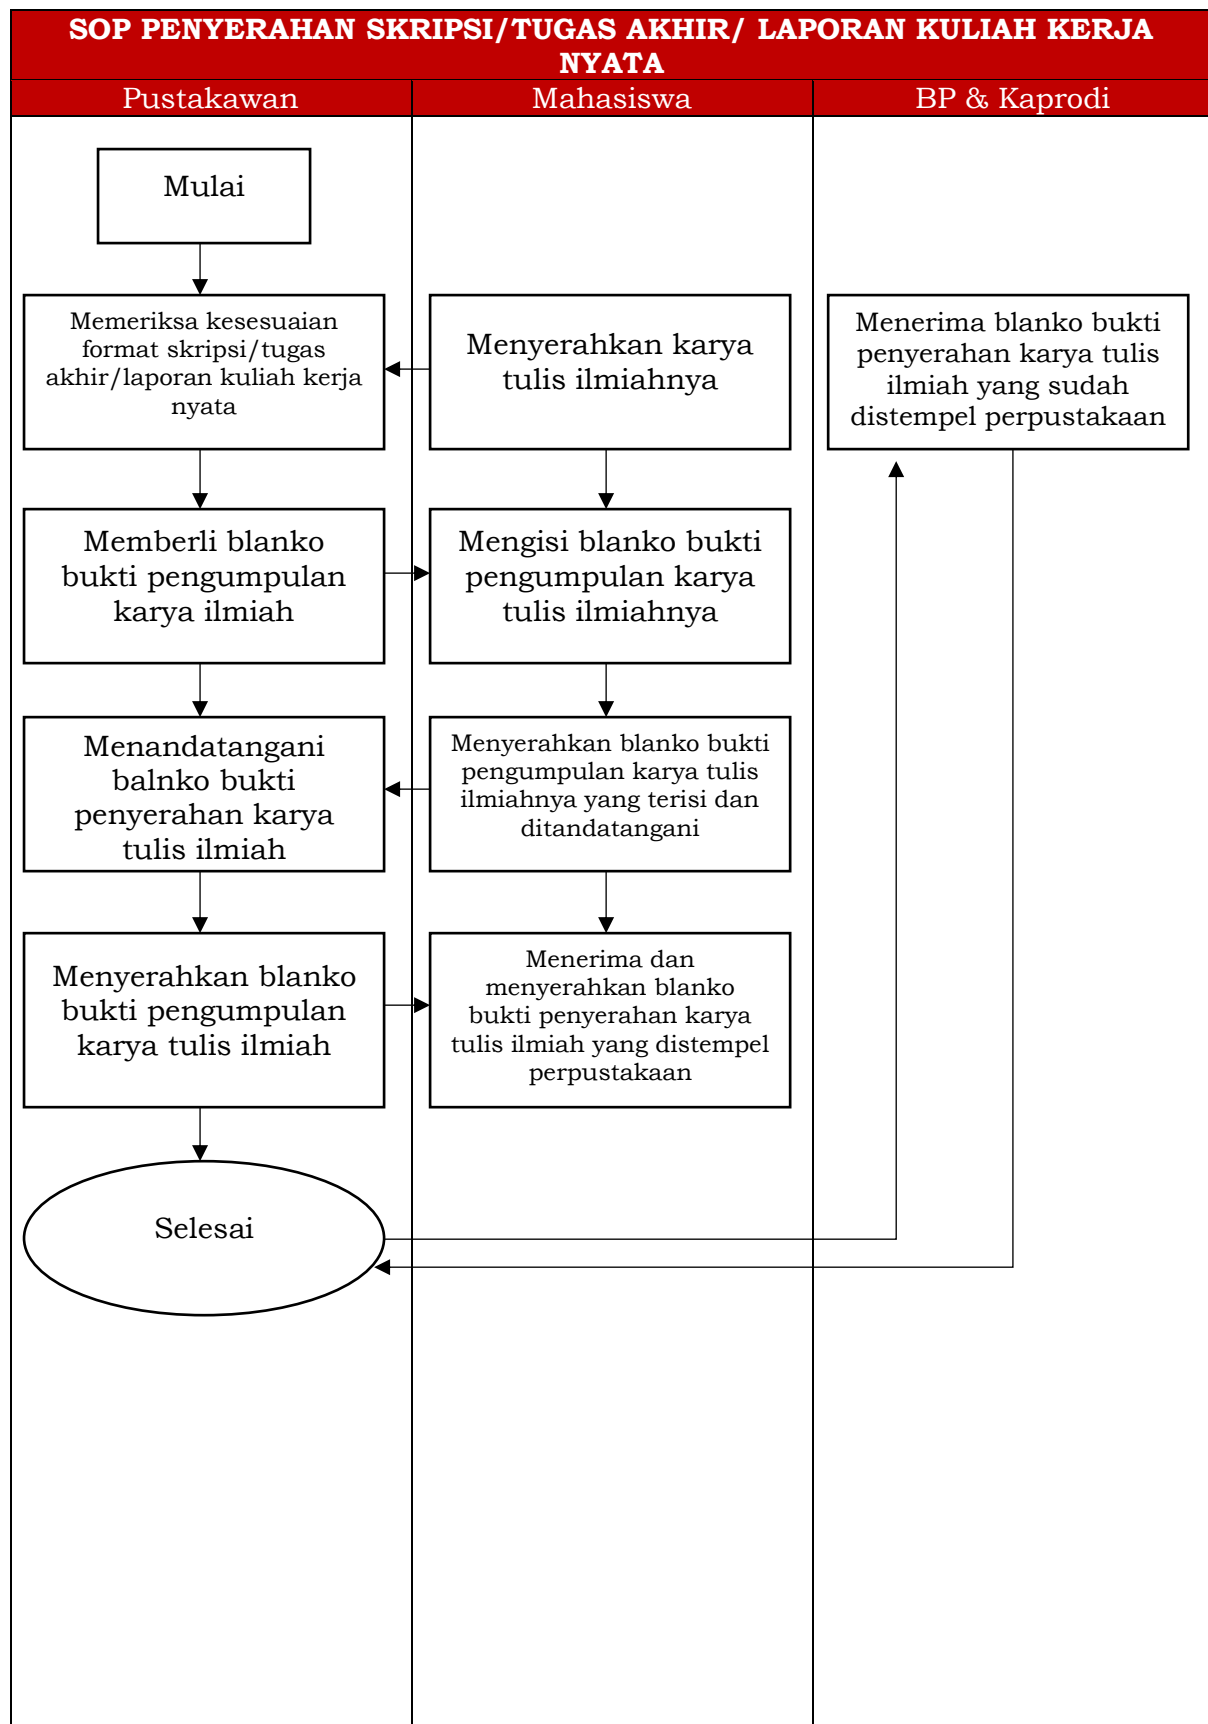 SOP PENYERAHAN SKRIPSI/TUGAS AKHIR/ LAPORAN KULIAH KERJA
NYATA
Pustakawan
Mahasiswa
BP & Kaprodi
Mulai
Memeriksa kesesuaian
format skripsi/tugas
akhir/laporan kuliah kerja
nyata
Menyerahkan karya
tulis ilmiahnya
Menerima blanko bukti
penyerahan karya tulis
ilmiah yang sudah
distempel perpustakaan
Memberli blanko
bukti pengumpulan
karya ilmiah
Mengisi blanko bukti
pengumpulan karya
tulis ilmiahnya
Menandatangani
balnko bukti
penyerahan karya
tulis ilmiah
Menyerahkan blanko bukti
pengumpulan karya tulis
ilmiahnya yang terisi dan
ditandatangani
Menyerahkan blanko
bukti pengumpulan
karya tulis ilmiah
Menerima dan
menyerahkan blanko
bukti penyerahan karya
tulis ilmiah yang distempel
perpustakaan
Selesai